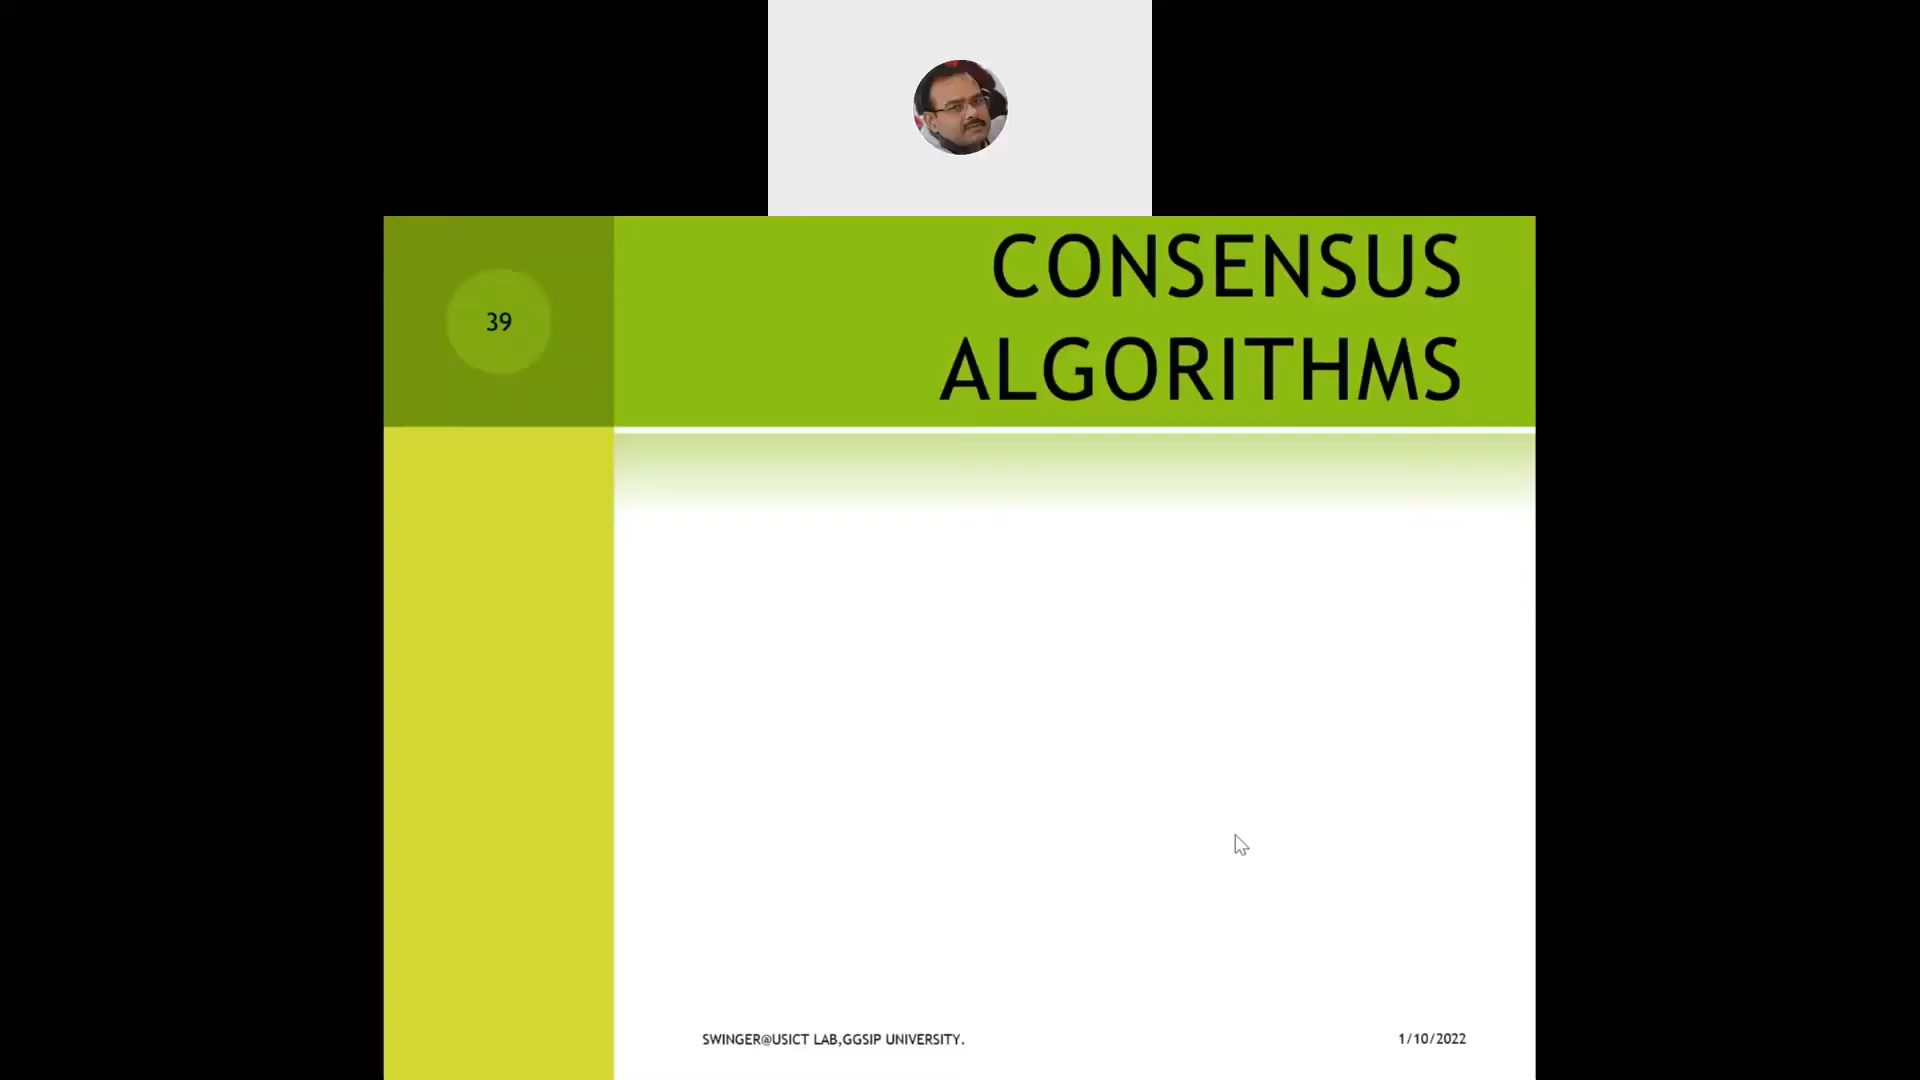 39
CONSENSUS
ALGORITHMS
SWINGER@USICT LAB,GGSIP UNIVERSITY.
1/10/2022